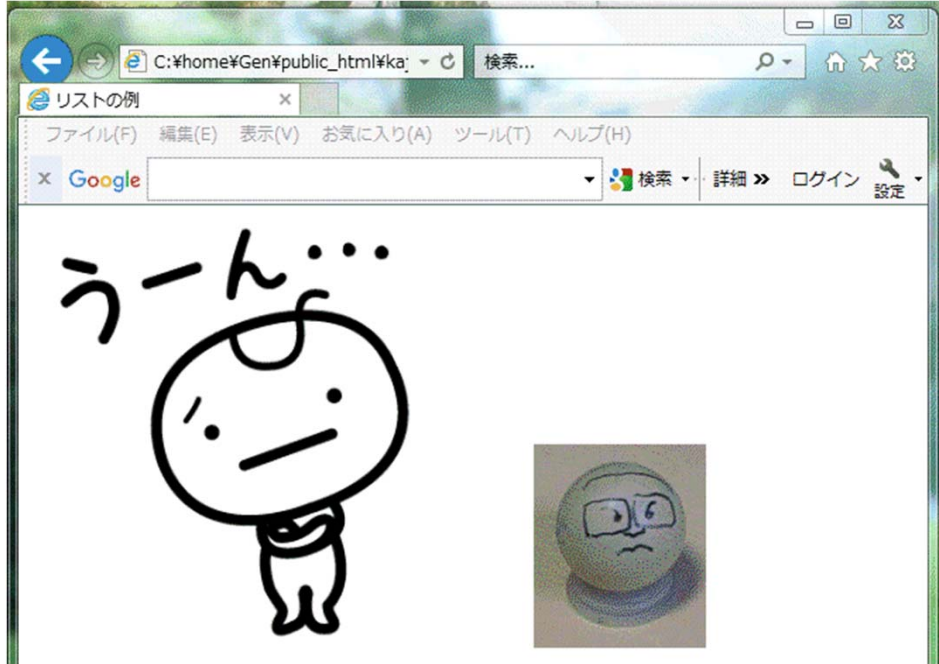 C:¥home¥Gen¥public_html¥ka
検索...
リストの例
ファイル(F) 編集(E) 表示(V) お気に入り(A) ツール(T) ヘルプ(H)
x Google 検索 詳細 » ログイン 設定
うーん…